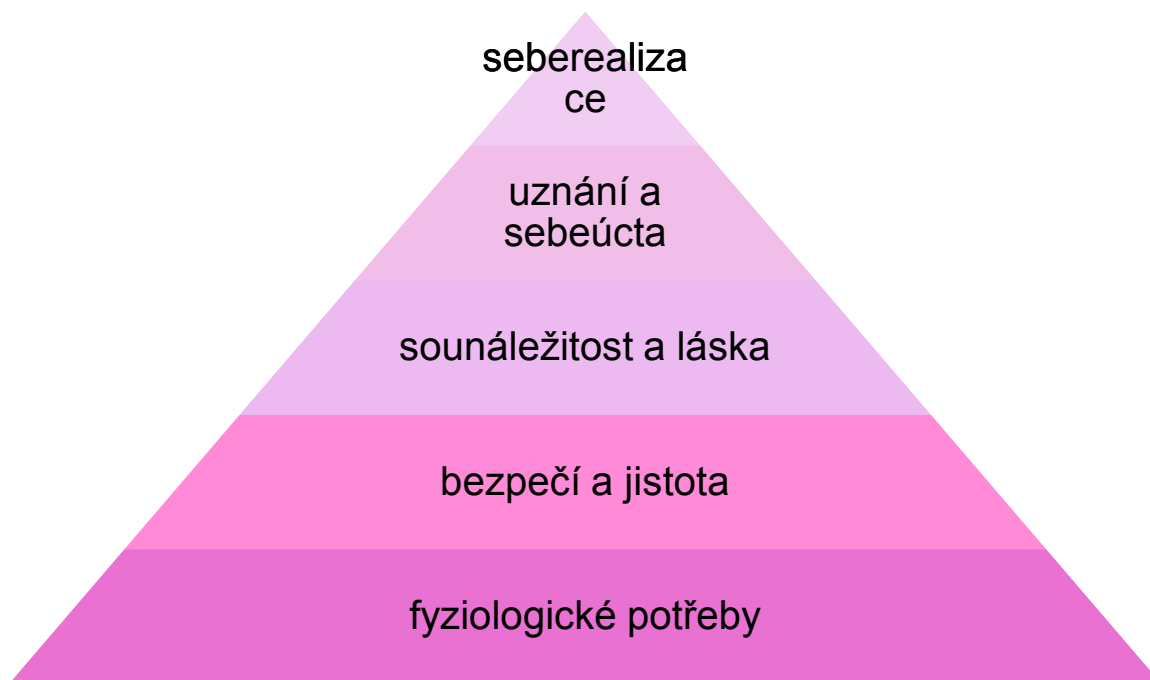 seberealiza
ce
uznání a
sebeúcta
sounáležitost a láska
bezpečí a jistota
fyziologické potřeby